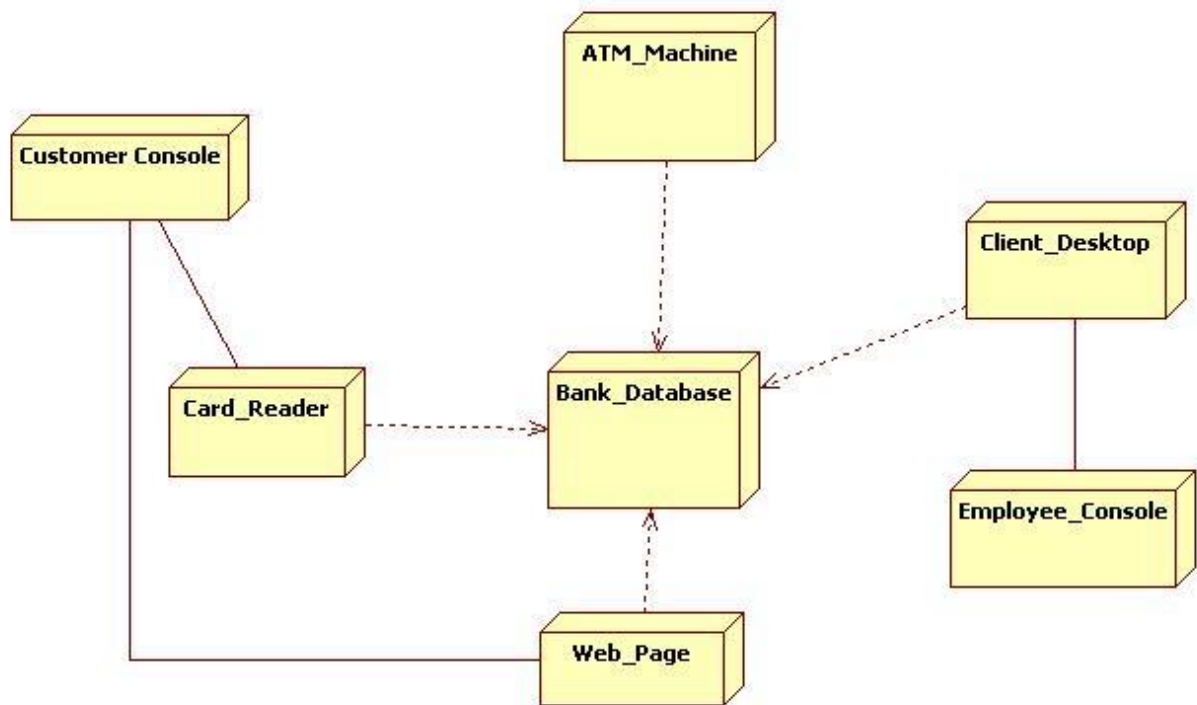 ATM_Machine
Customer Console
Client_Desktop
Card_Reader
Bank_Database
Employee_Console
Web_Page